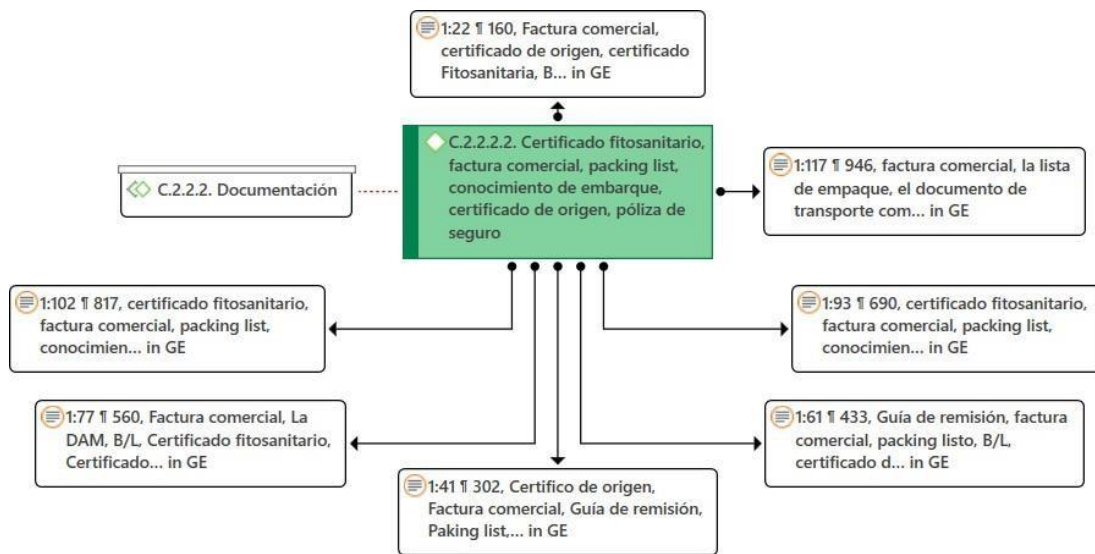 1:22 ¶ 160, Factura comercial,
certificado de origen, certificado
Fitosanitaria, B... in GE
C.2.2.2.2. Certificado fitosanitario,
factura comercial, packing list,
conocimiento de embarque,
certificado de origen, póliza de
seguro
C.2.2.2. Documentación
1:117 ¶ 946, factura comercial, la lista
de empaque, el documento de
transporte com... in GE
1:102 ¶ 817, certificado fitosanitario,
factura comercial, packing list,
conocimien... in GE
1:93 ¶ 690, certificado fitosanitario,
factura comercial, packing list,
conocimien... in GE
1:77 ¶ 560, Factura comercial, La
DAM, B/L, Certificado fitosanitario,
Certificado... in GE
1:61 ¶ 433, Guía de remisión, factura
comercial, packing listo, B/L,
certificado d... in GE
1:41 ¶ 302, Certifico de origen,
Factura comercial, Guía de remisión,
Paking list,... in GE